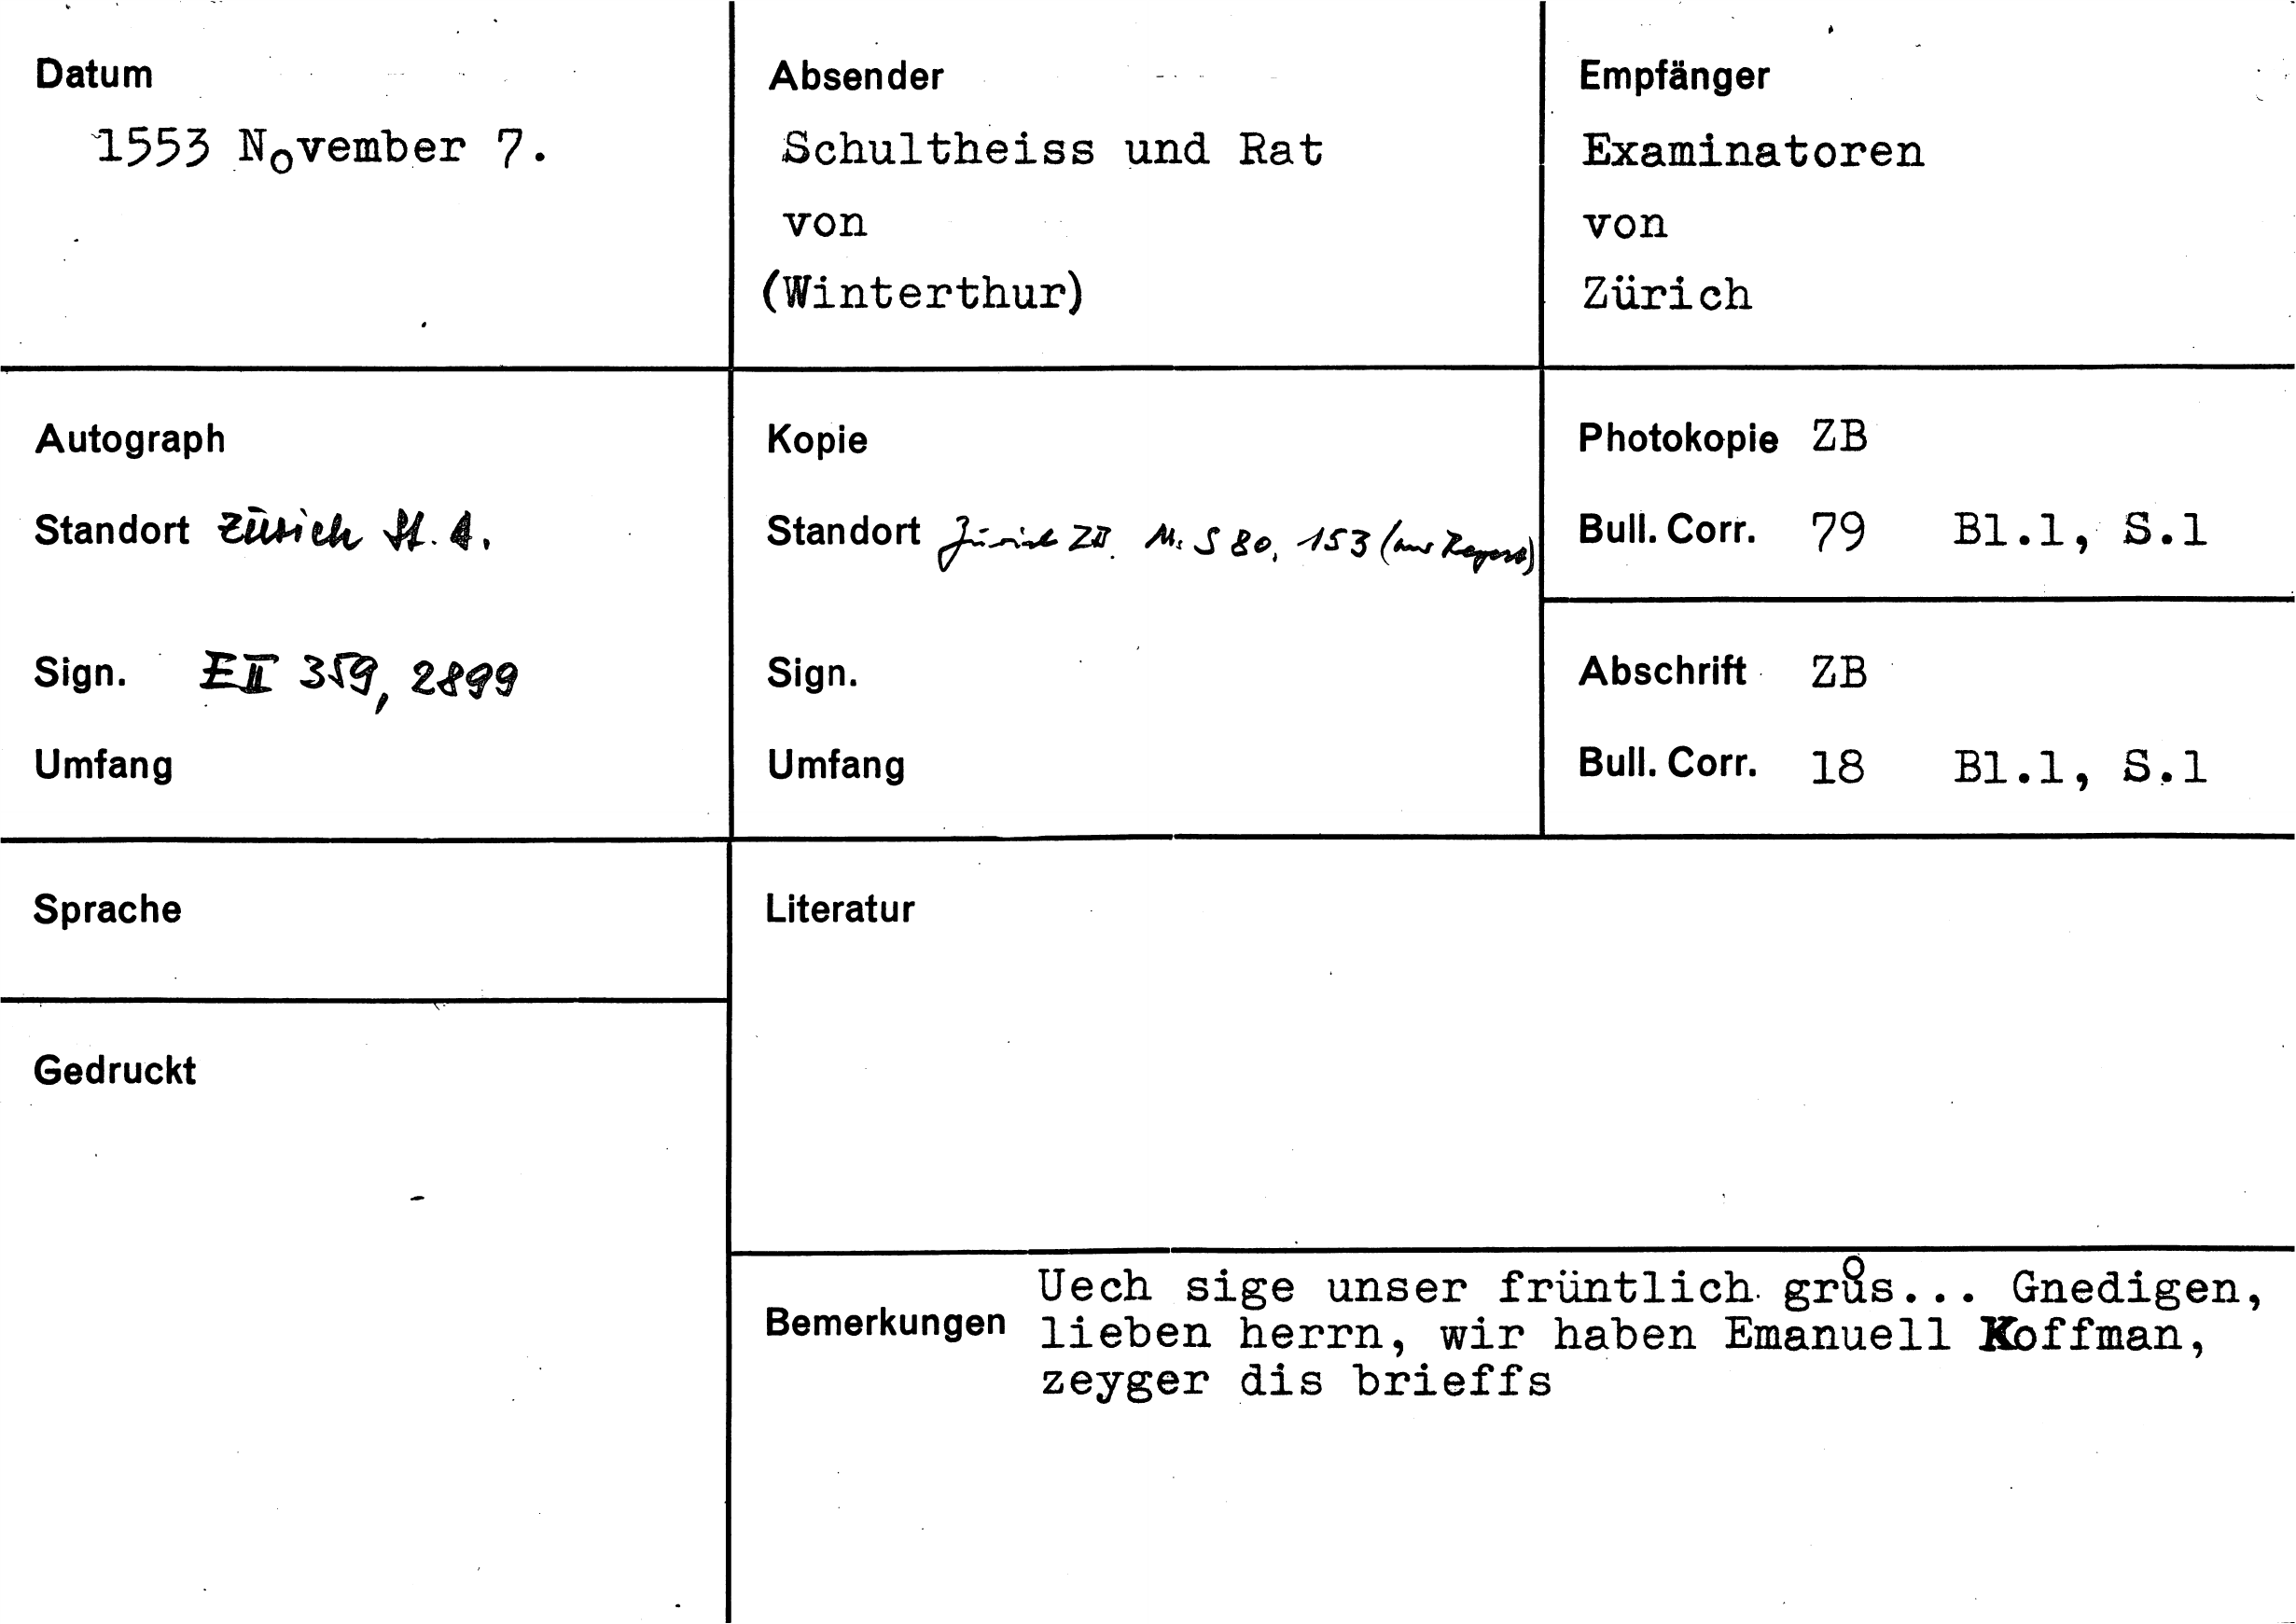 Datum
1553 November 7.
Absender
Schultheiss und Rat
von
(Winterthur)
Empfänger
Examinatoren
von
Zürich
Autograph
Standort Zürich St. A.
Sign. E II 359, 2899
Umfang
Kopie
Standort Zürich ZB. Ms S 80, 153 (nur Regest)
Sign.
Umfang
Photokopie ZB
Bull. Corr. 79 Bl.1, S.1
Abschrift ZB
Bull. Corr. 18 Bl.1, S.1
Sprache
Gedruckt
Literatur
Bemerkungen
Uech sige unser früntlich grůs... Gnedigen,
lieben herrn, wir haben Emanuell Koffman,
zeyger dis brieffs